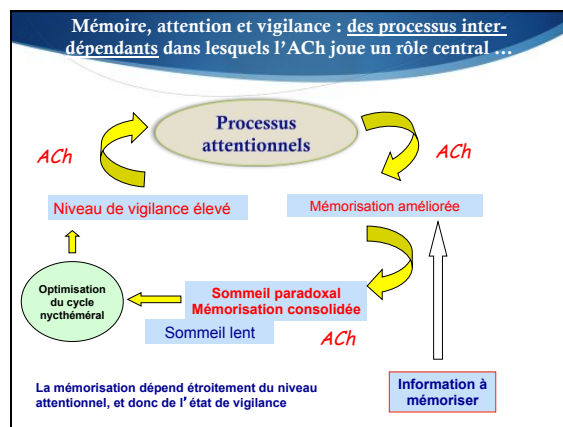 Mémoire, attention et vigilance : des processus inter-
dépendants dans lesquels l'ACh joue un rôle central …
Processus
attentionnels
ACh
ACh
Niveau de vigilance élevé
Mémorisation améliorée
Optimisation
du cycle
nycthéméral
Sommeil paradoxal
Mémorisation consolidée
Sommeil lent
ACh
La mémorisation dépend étroitement du niveau
attentionnel, et donc de l'état de vigilance
Information à
mémoriser